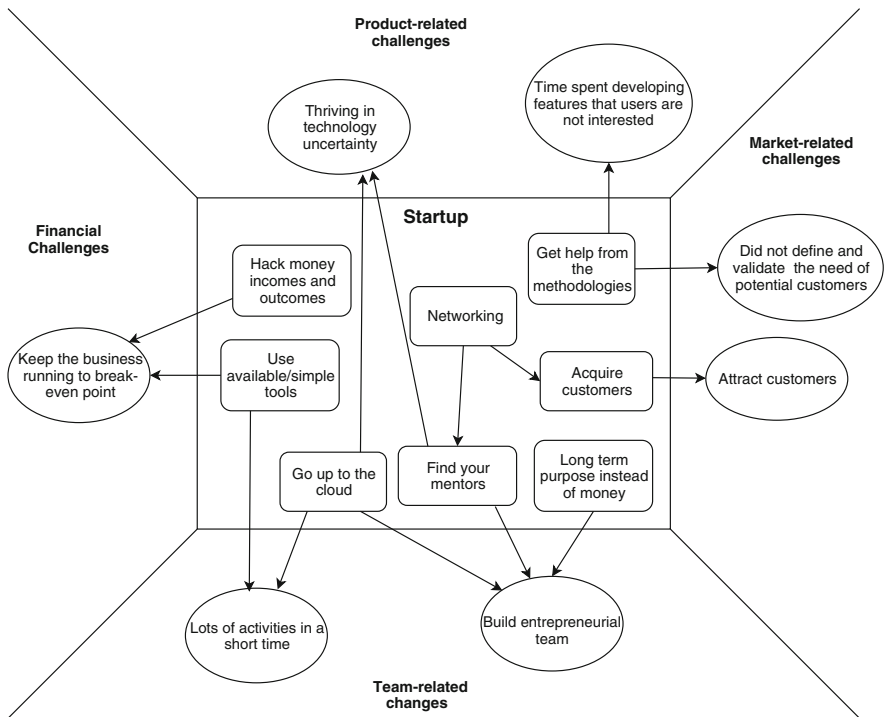 Product-related
challenges
Thriving in
technology
uncertainty
Time spent developing
features that users are
not interested
Market-related
challenges
Financial
Challenges
Startup
Hack money
incomes and
outcomes
Get help from
the
methodologies
Did not define and
validate the need of
potential customers
Networking
Keep the business
running to break-
even point
Use
available/simple
tools
Acquire
customers
Attract customers
Go up to the
cloud
Find your
mentors
Long term
purpose instead
of money
Lots of activities in a
short time
Build entrepreneurial
team
Team-related
changes